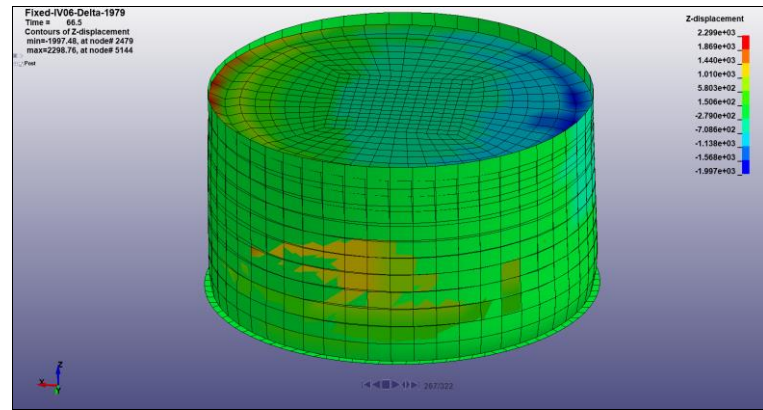 Fixed-IV06-Delta-1979
Time = 66.5
Contours of Z-displacement
min=-1997.48, at node# 2479
max=2298.76, at node# 5144
Post
Z-displacement
2.299e+03
1.869e+03
1.440e+03
1.010e+03
5.803e+02
1.506e+02
-2.790e+02
-7.086e+02
-1.138e+03
-1.568e+03
-1.997e+03
Z
X
Y
267/322